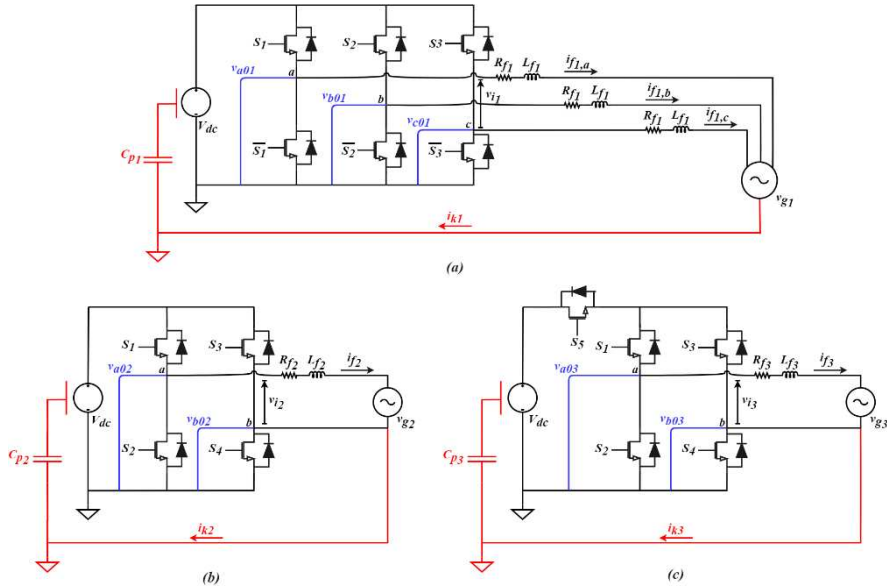 S1
S2
S3
va01
a
Rf1
Lf1
if1,a
vb01
b
vi1
Rf1
Lf1
if1,b
Vdc
vc01
c
Rf1
Lf1
if1,c
Cp1
S̅1̅
S̅2̅
S̅3̅
vg1
ik1
(a)
S1
S3
Rf2
Lf2
if2
va02
a
Vdc
vi2
vg2
vb02
b
Cp2
S2
S4
ik2
(b)
S5
S1
S3
Rf3
Lf3
if3
va03
a
Vdc
vi3
vg3
vb03
b
Cp3
S2
S4
ik3
(c)